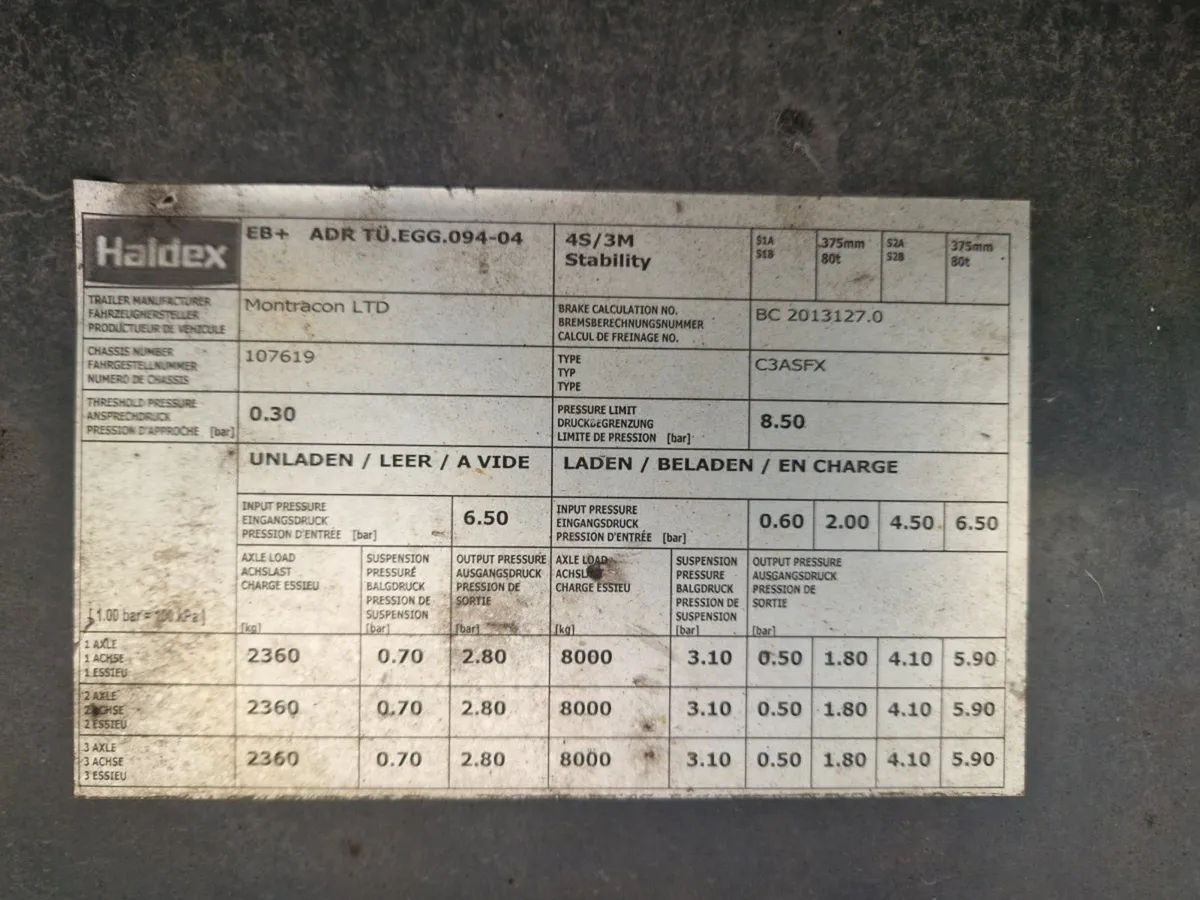 Haldex
EB+ ADR TÜ.EGG.094-04
4S/3M
Stability
S1A
S1B
375mm
80t
S2A
S2B
375mm
80t
TRAILER MANUFACTURER
FAHRZEUGHERSTELLER
PRODUCTUEUR DE VEHICULE
Montracon LTD
BRAKE CALCULATION NO.
BREMSBERECHNUNGSNUMMER
CALCUL DE FREINAGE NO.
BC 2013127.0
CHASSIS NUMBER
FAHRGESTELLNUMMER
NUMERO DE CHASSIS
107619
TYPE
TYP
TYPE
C3ASFX
THRESHOLD PRESSURE
ANSPRECHDRUCK
PRESSION D'APPROCHE [bar]
0.30
PRESSURE LIMIT
DRUCKBEGRENZUNG
LIMITE DE PRESSION [bar]
8.50
UNLADEN / LEER / A VIDE
LADEN / BELADEN / EN CHARGE
INPUT PRESSURE
EINGANGSDRUCK
PRESSION D'ENTRÉE [bar]
6.50
INPUT PRESSURE
EINGANGSDRUCK
PRESSION D'ENTRÉE [bar]
0.60 2.00 4.50 6.50
[ 1.00 bar = 100 kPa ]
AXLE LOAD
ACHSLAST
CHARGE ESSIEU
[kg]
SUSPENSION
PRESSURE
BALGDRUCK
PRESSION DE
SUSPENSION
[bar]
OUTPUT PRESSURE
AUSGANGSDRUCK
PRESSION DE
SORTIE
[bar]
AXLE LOAD
ACHSLAST
CHARGE ESSIEU
[kg]
SUSPENSION
PRESSURE
BALGDRUCK
PRESSION DE
SUSPENSION
[bar]
OUTPUT PRESSURE
AUSGANGSDRUCK
PRESSION DE
SORTIE
[bar]
1 AXLE
1 ACHSE
1 ESSIEU
2360 0.70 2.80 8000 3.10 0.50 1.80 4.10 5.90
2 AXLE
2 ACHSE
2 ESSIEU
2360 0.70 2.80 8000 3.10 0.50 1.80 4.10 5.90
3 AXLE
3 ACHSE
3 ESSIEU
2360 0.70 2.80 8000 3.10 0.50 1.80 4.10 5.90